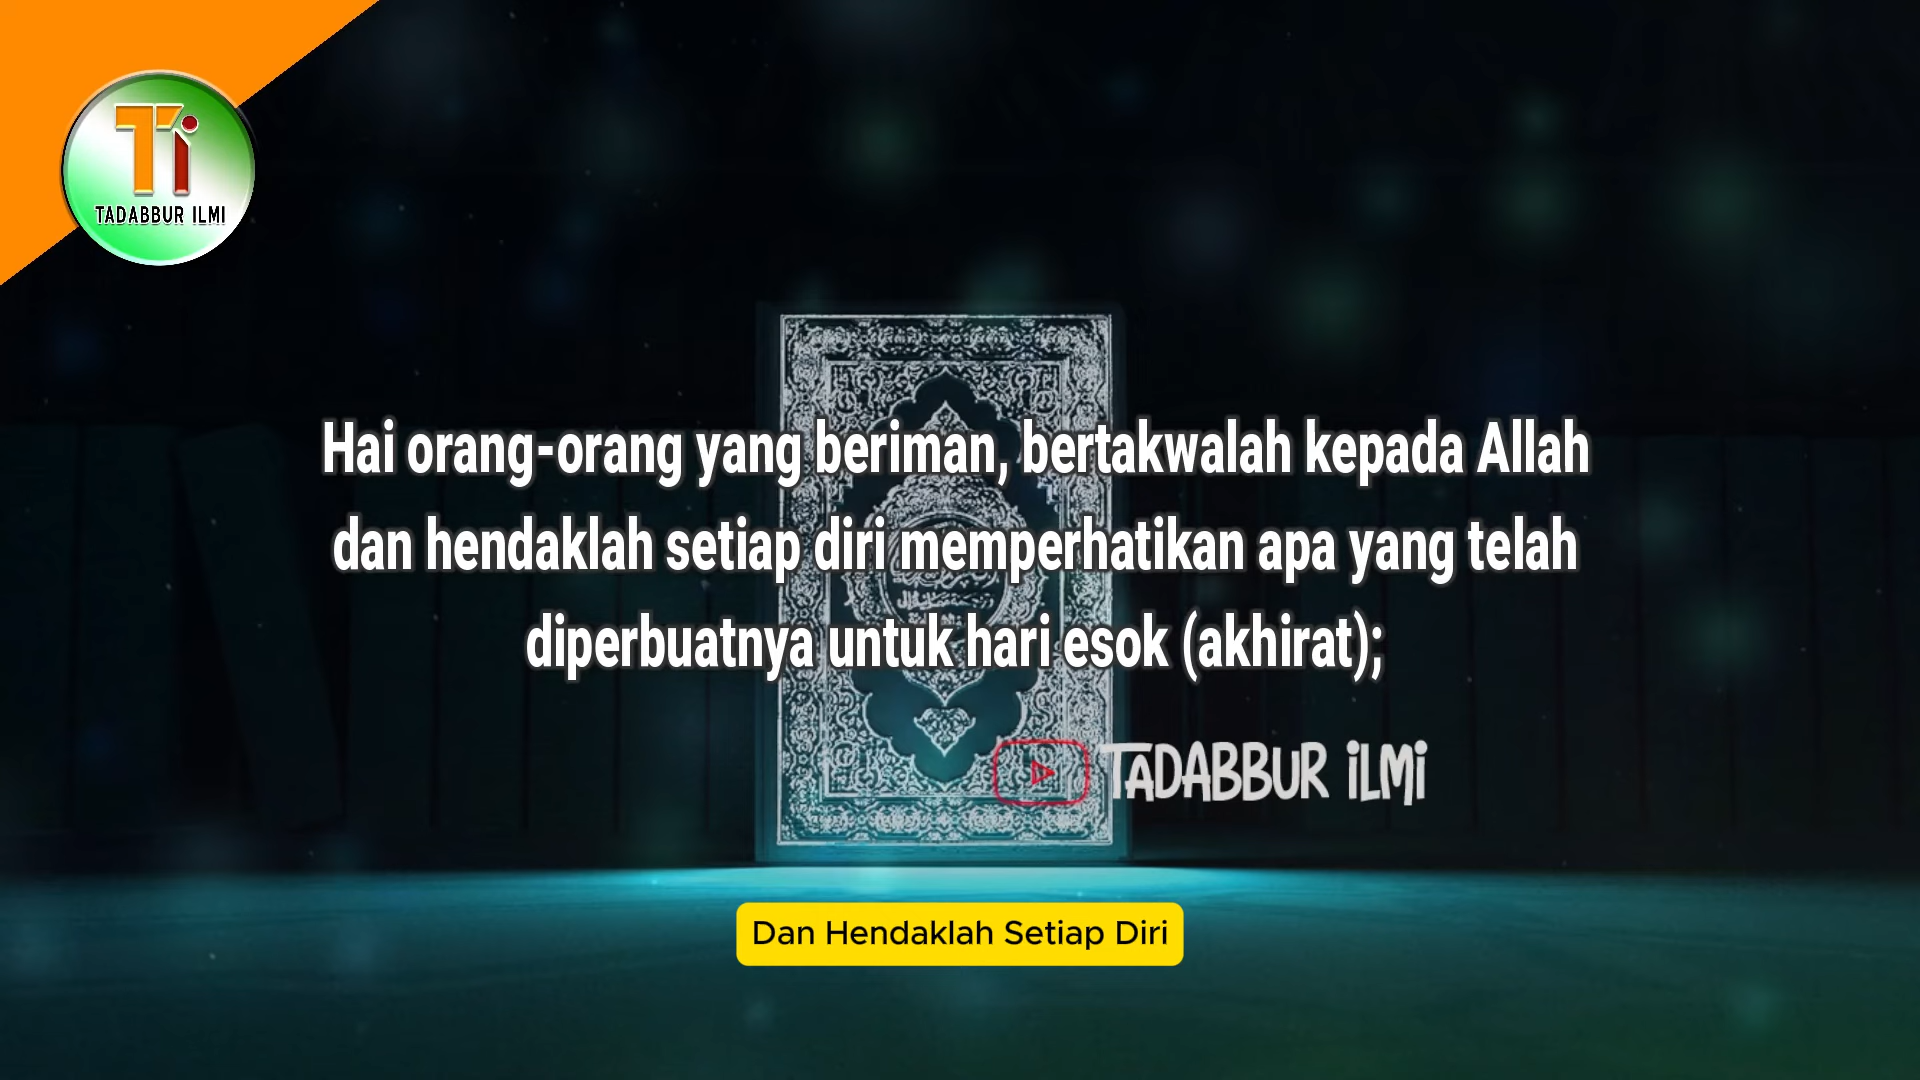 Ti
TADABBUR ILMI
Hai orang-orang yang beriman, bertakwalah kepada Allah
dan hendaklah setiap diri memperhatikan apa yang telah
diperbuatnya untuk hari esok (akhirat);
TADABBUR iLMi
Dan Hendaklah Setiap Diri